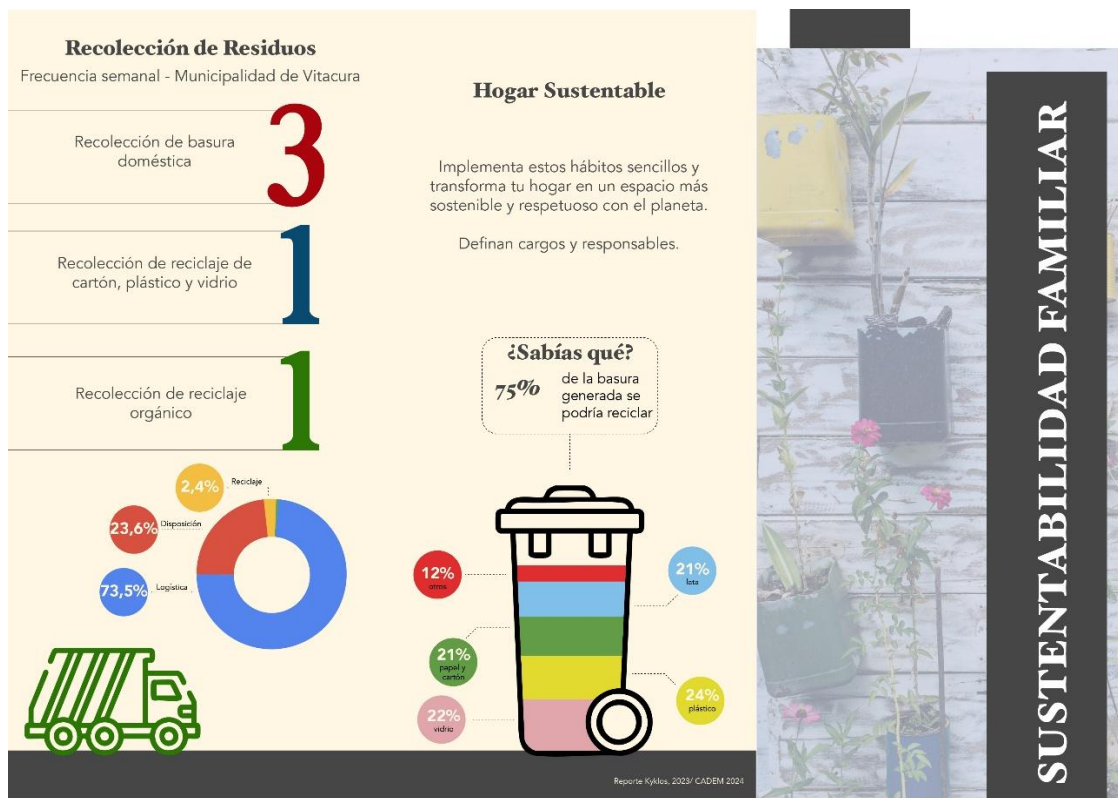 Recolección de Residuos
Frecuencia semanal - Municipalidad de Vitacura
Recolección de basura
doméstica
3
Recolección de reciclaje de
cartón, plástico y vidrio
1
Recolección de reciclaje
orgánico
1
2,4%
Reciclaje
23,6%
Disposición
73,5%
Logística
Hogar Sustentable
Implementa estos hábitos sencillos y
transforma tu hogar en un espacio más
sostenible y respetuoso con el planeta.
Definan cargos y responsables.
¿Sabías qué?
75%
de la basura
generada se
podría reciclar
12%
otros
21%
lata
21%
papel y
cartón
24%
plástico
22%
vidrio
Reporte Kyklos, 2023/ CADEM 2024
SUSTENTABILIDAD FAMILIAR